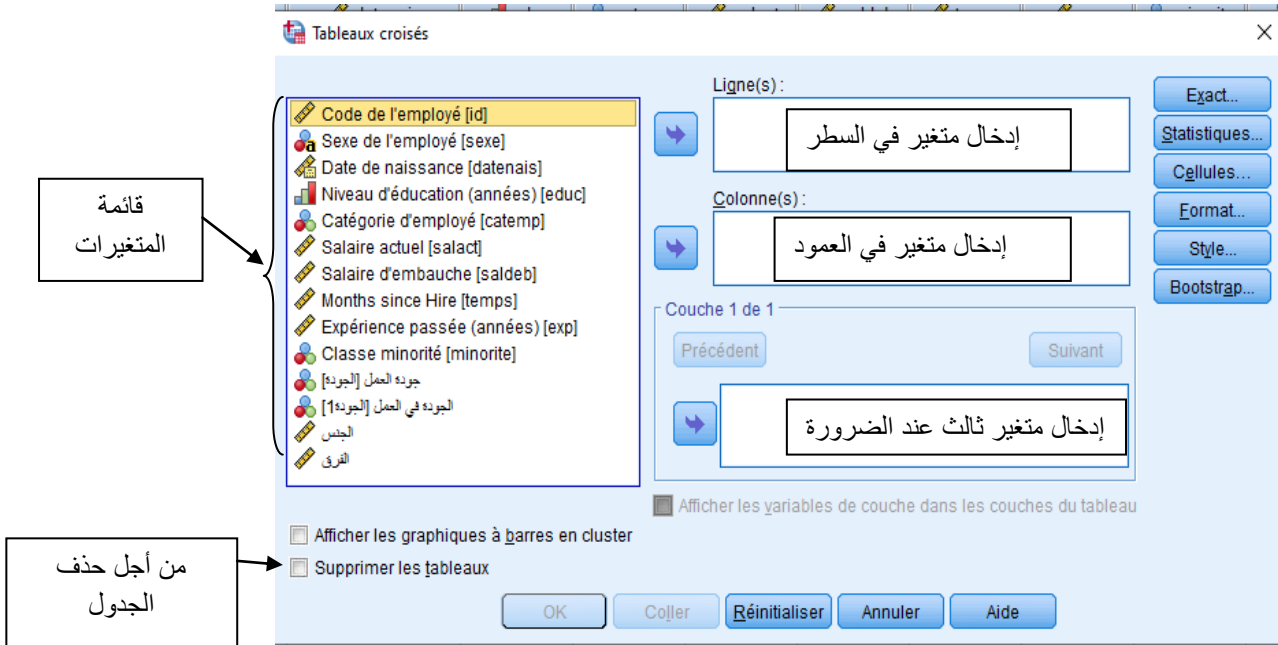 Tableaux croisés
Code de l'employé [id]
Sexe de l'employé [sexe]
Date de naissance [datenais]
Niveau d'éducation (années) [educ]
Catégorie d'employé [catemp]
Salaire actuel [salact]
Salaire d'embauche [saldeb]
Months since Hire [temps]
Expérience passée (années) [exp]
Classe minorité [minorite]
جودة العمل [الجودة]
الجودة في العمل [الجودة1]
الجنس
الفرق
قائمة
المتغيرات
Ligne(s) :
إدخال متغير في السطر
Colonne(s) :
إدخال متغير في العمود
Couche 1 de 1
Précédent
Suivant
إدخال متغير ثالث عند الضرورة
Afficher les variables de couche dans les couches du tableau
Exact...
Statistiques...
Cellules...
Format...
Style...
Bootstrap...
Afficher les graphiques à barres en cluster
Supprimer les tableaux
من أجل حذف
الجدول
OK
Coller
Réinitialiser
Annuler
Aide